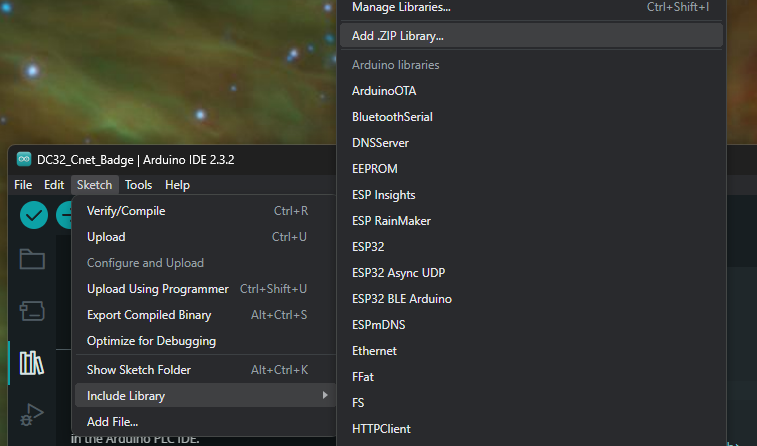 Manage Libraries... Ctrl+Shift+I
Add .ZIP Library...
Arduino libraries
ArduinoOTA
BluetoothSerial
DNSServer
EEPROM
ESP Insights
ESP RainMaker
ESP32
ESP32 Async UDP
ESP32 BLE Arduino
ESPmDNS
Ethernet
FFat
FS
HTTPClient
DC32_Cnet_Badge | Arduino IDE 2.3.2
File Edit Sketch Tools Help
Verify/Compile Ctrl+R
Upload Ctrl+U
Configure and Upload
Upload Using Programmer Ctrl+Shift+U
Export Compiled Binary Alt+Ctrl+S
Optimize for Debugging
Show Sketch Folder Alt+Ctrl+K
Include Library
Add File...
in the Arduino PLC IDE.